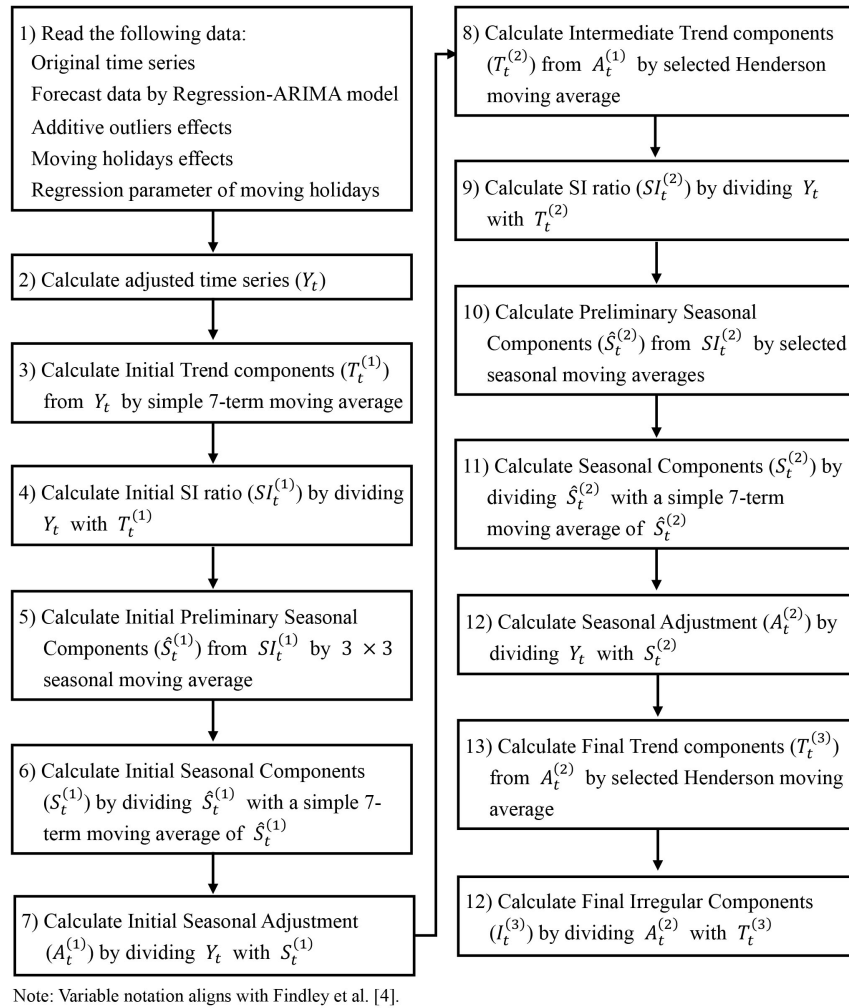 1) Read the following data:
Original time series
Forecast data by Regression-ARIMA model
Additive outliers effects
Moving holidays effects
Regression parameter of moving holidays
2) Calculate adjusted time series (Y_t)
3) Calculate Initial Trend components (T_t^{(1)})
from Y_t by simple 7-term moving average
4) Calculate Initial SI ratio (SI_t^{(1)}) by dividing
Y_t with T_t^{(1)}
5) Calculate Initial Preliminary Seasonal
Components (Ŝ_t^{(1)}) from SI_t^{(1)} by 3 × 3
seasonal moving average
6) Calculate Initial Seasonal Components
(S_t^{(1)}) by dividing Ŝ_t^{(1)} with a simple 7-
term moving average of Ŝ_t^{(1)}
7) Calculate Initial Seasonal Adjustment
(A_t^{(1)}) by dividing Y_t with S_t^{(1)}
8) Calculate Intermediate Trend components
(T_t^{(2)}) from A_t^{(1)} by selected Henderson
moving average
9) Calculate SI ratio (SI_t^{(2)}) by dividing Y_t
with T_t^{(2)}
10) Calculate Preliminary Seasonal
Components (Ŝ_t^{(2)}) from SI_t^{(2)} by selected
seasonal moving averages
11) Calculate Seasonal Components (S_t^{(2)}) by
dividing Ŝ_t^{(2)} with a simple 7-term
moving average of Ŝ_t^{(2)}
12) Calculate Seasonal Adjustment (A_t^{(2)}) by
dividing Y_t with S_t^{(2)}
13) Calculate Final Trend components (T_t^{(3)})
from A_t^{(2)} by selected Henderson moving
average
12) Calculate Final Irregular Components
(I_t^{(3)}) by dividing A_t^{(2)} with T_t^{(3)}
Note: Variable notation aligns with Findley et al. [4].